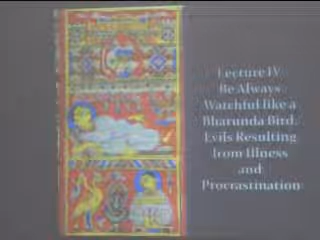 Lecture IV
Be Always
Watchful like a
Bharunda Bird.
Evils Resulting
from Illness
and
Procrastination